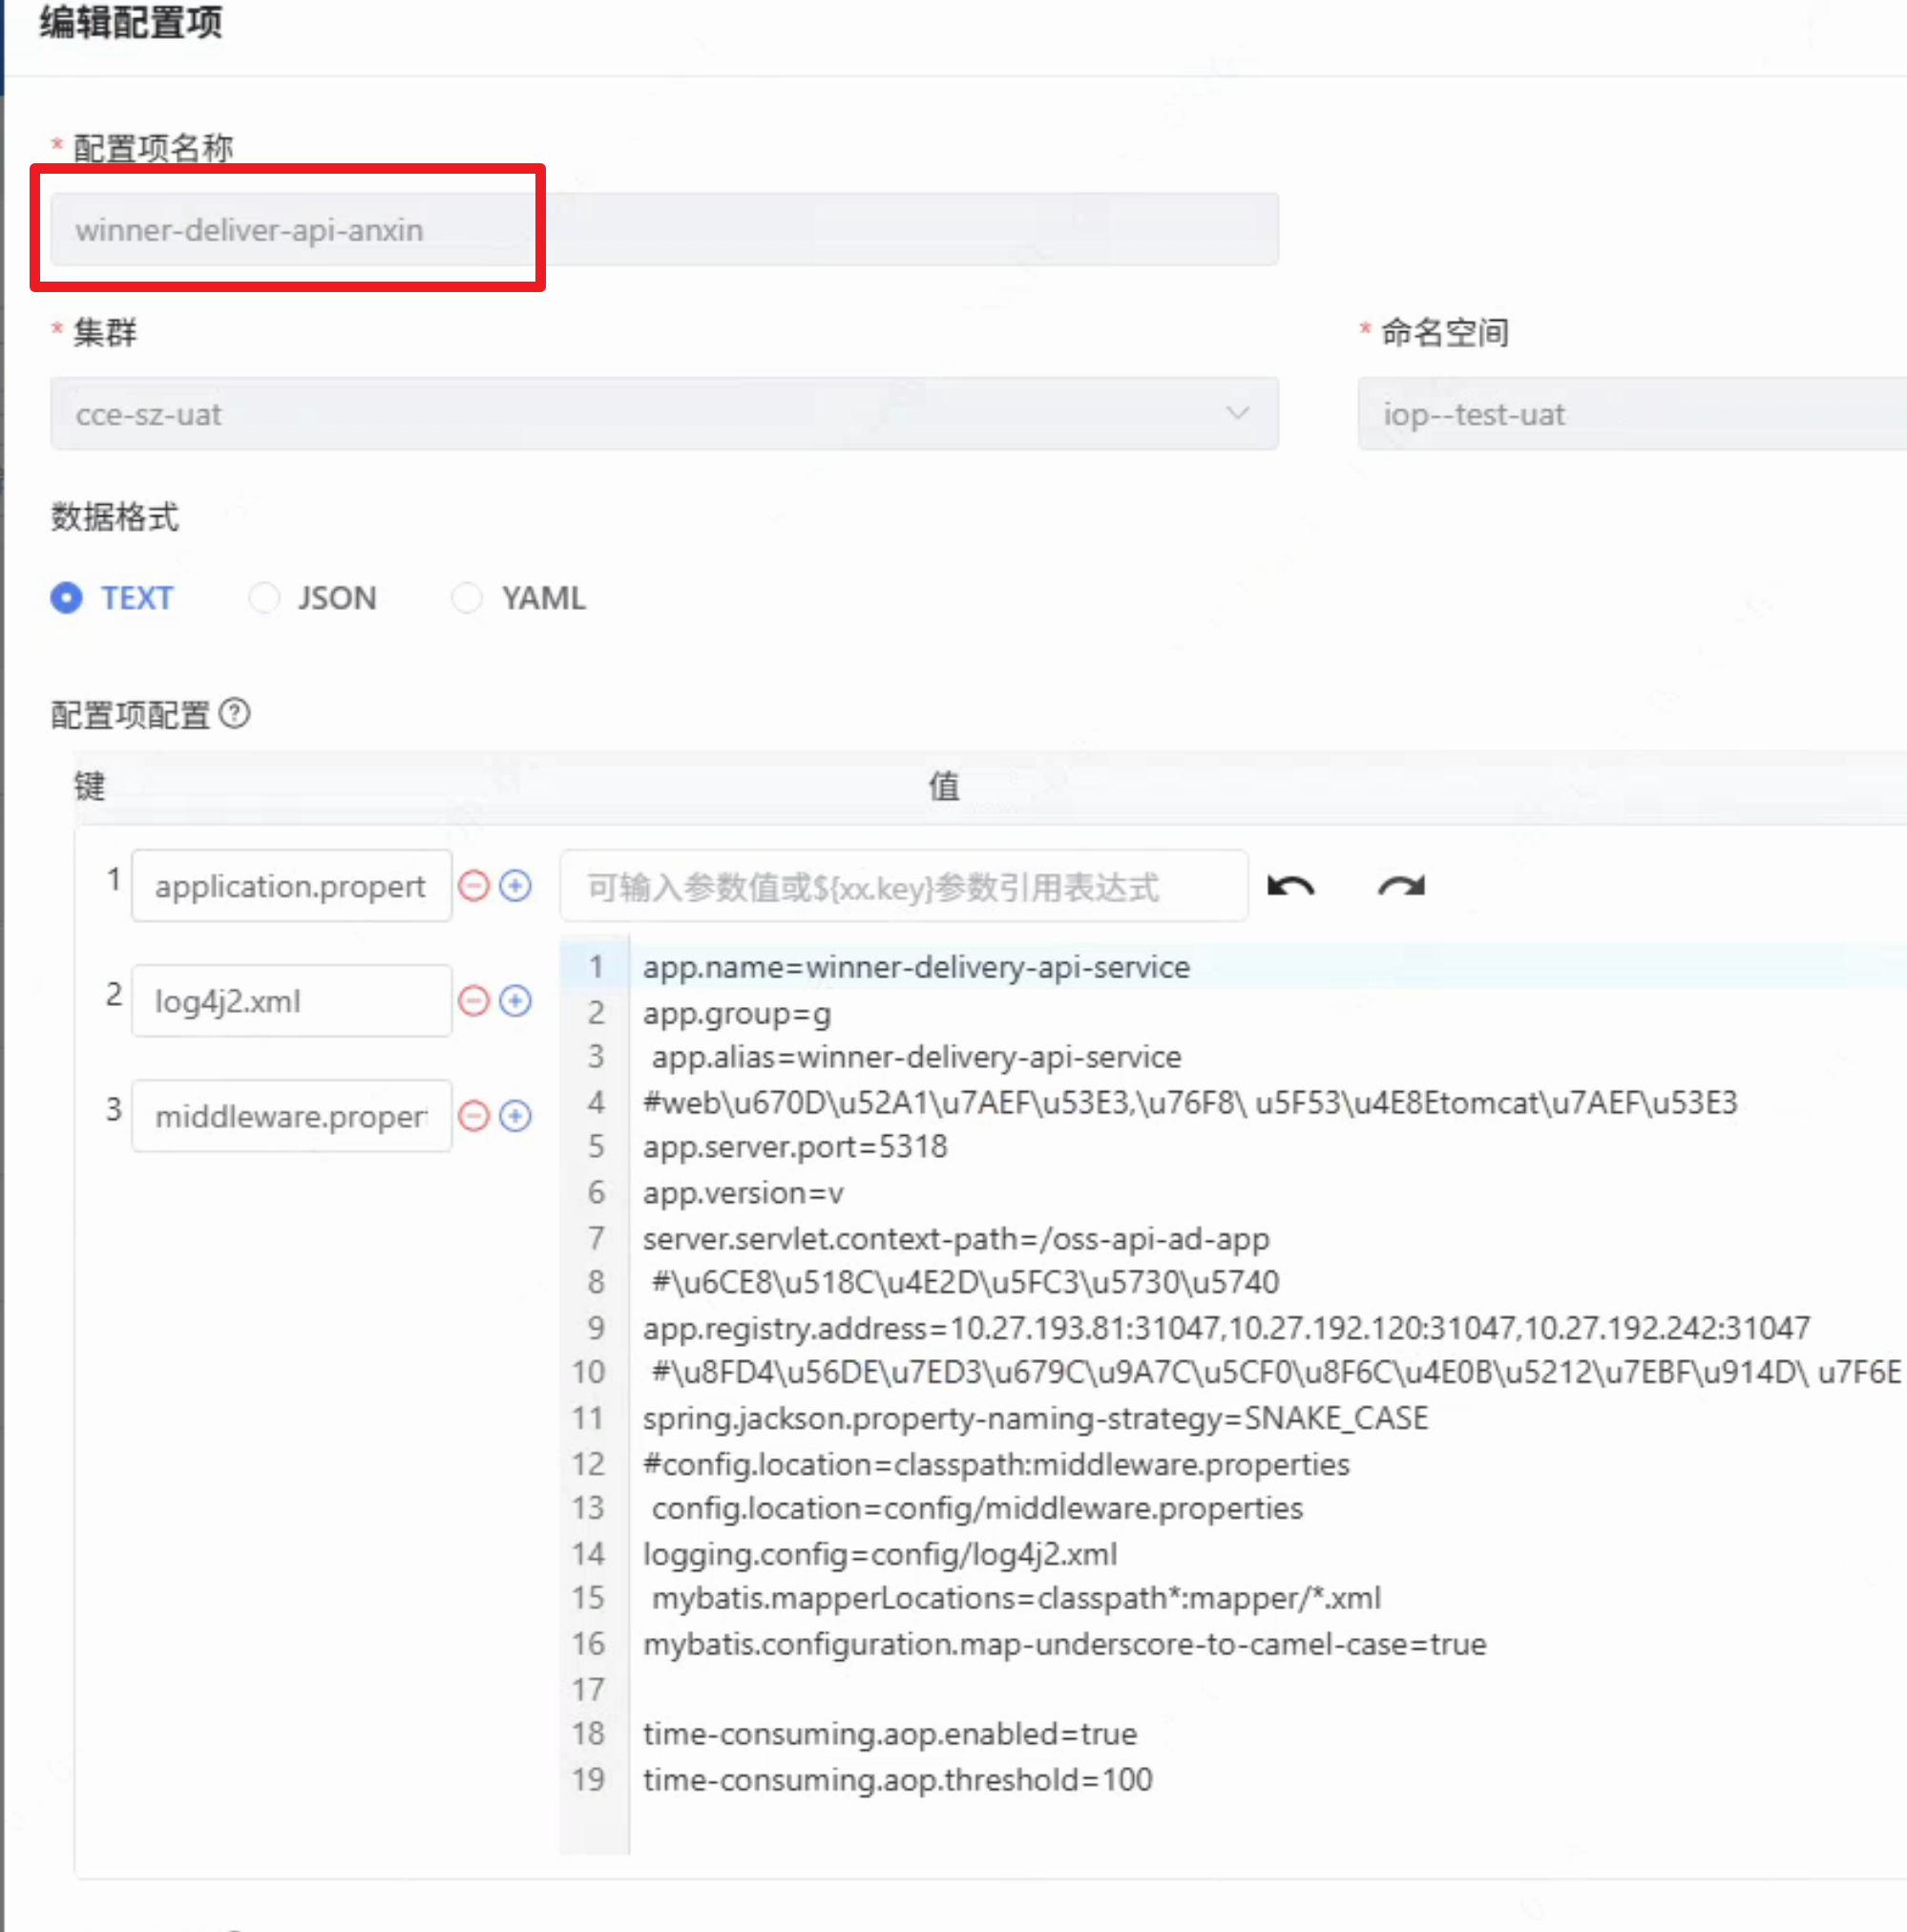 编辑配置项
* 配置项名称
winner-deliver-api-anxin
* 集群
* 命名空间
cce-sz-uat
iop--test-uat
数据格式
TEXT
JSON
YAML
配置项配置
键
值
1 application.propert
可输入参数值或${xx.key}参数引用表达式
2 log4j2.xml
3 middleware.proper
1 app.name=winner-delivery-api-service
2 app.group=g
3 app.alias=winner-delivery-api-service
4 #web\u670D\u52A1\u7AEF\u53E3,\u76F8\ u5F53\u4E8Etomcat\u7AEF\u53E3
5 app.server.port=5318
6 app.version=v
7 server.servlet.context-path=/oss-api-ad-app
8 #\u6CE8\u518C\u4E2D\u5FC3\u5730\u5740
9 app.registry.address=10.27.193.81:31047,10.27.192.120:31047,10.27.192.242:31047
10 #\u8FD4\u56DE\u7ED3\u679C\u9A7C\u5CF0\u8F6C\u4E0B\u5212\u7EBF\u914D\ u7F6E
11 spring.jackson.property-naming-strategy=SNAKE_CASE
12 #config.location=classpath:middleware.properties
13 config.location=config/middleware.properties
14 logging.config=config/log4j2.xml
15 mybatis.mapperLocations=classpath*:mapper/*.xml
16 mybatis.configuration.map-underscore-to-camel-case=true
17
18 time-consuming.aop.enabled=true
19 time-consuming.aop.threshold=100